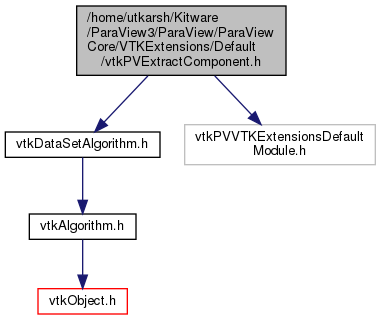 /home/utkarsh/Kitware
/ParaView3/ParaView/ParaView
Core/VTKExtensions/Default
/vtkPVExtractComponent.h
vtkDataSetAlgorithm.h
vtkPVVTKExtensionsDefault
Module.h
vtkAlgorithm.h
vtkObject.h